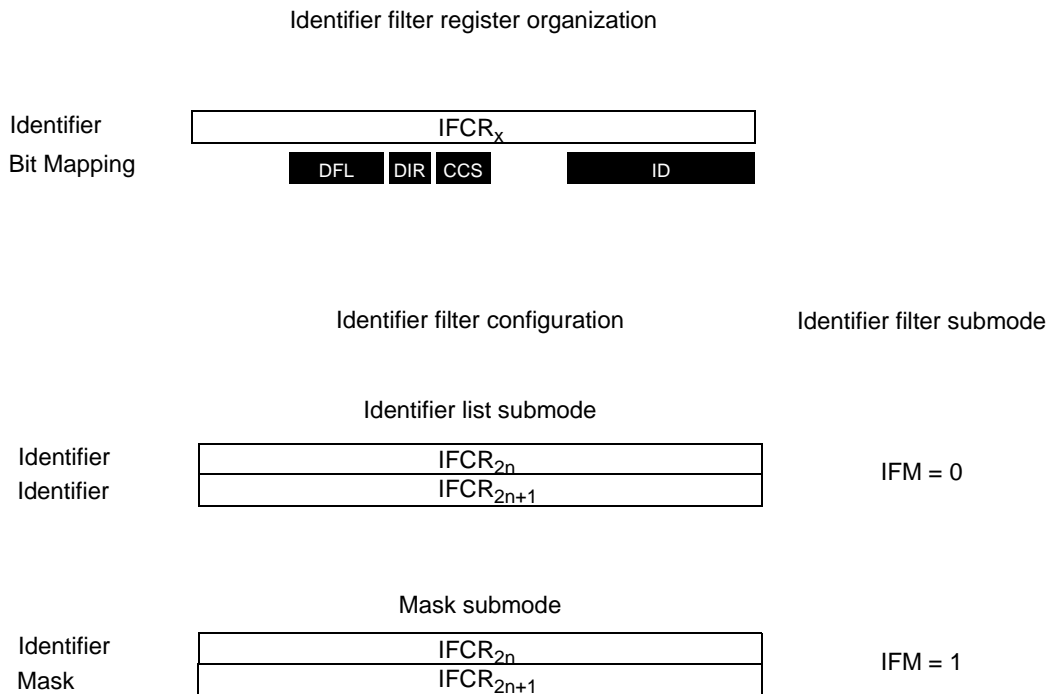 Identifier filter register organization
Identifier IFCRx
Bit Mapping DFL DIR CCS ID
Identifier filter configuration Identifier filter submode
Identifier list submode
Identifier IFCR2n
Identifier IFCR2n+1
IFM = 0
Mask submode
Identifier IFCR2n
Mask IFCR2n+1
IFM = 1